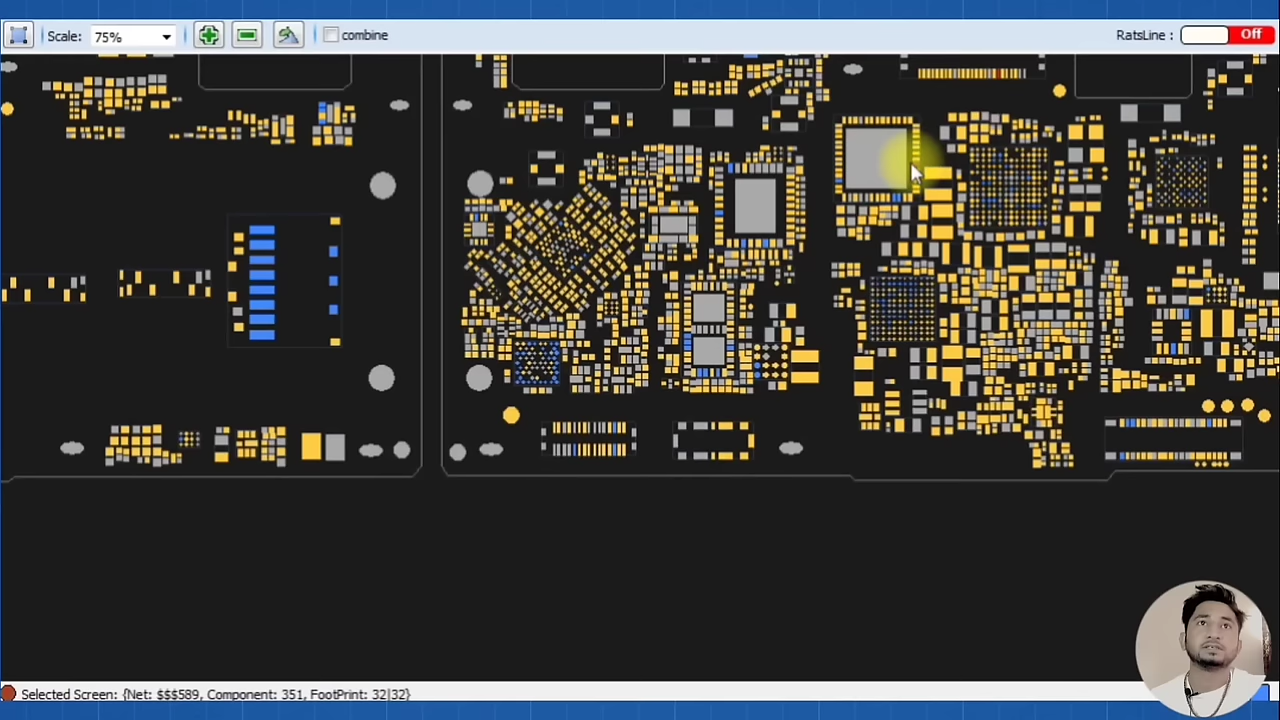 Scale: 75% combine RatsLine : Off
Selected Screen: {Net: $$$589, Component: 351, FootPrint: 32|32}